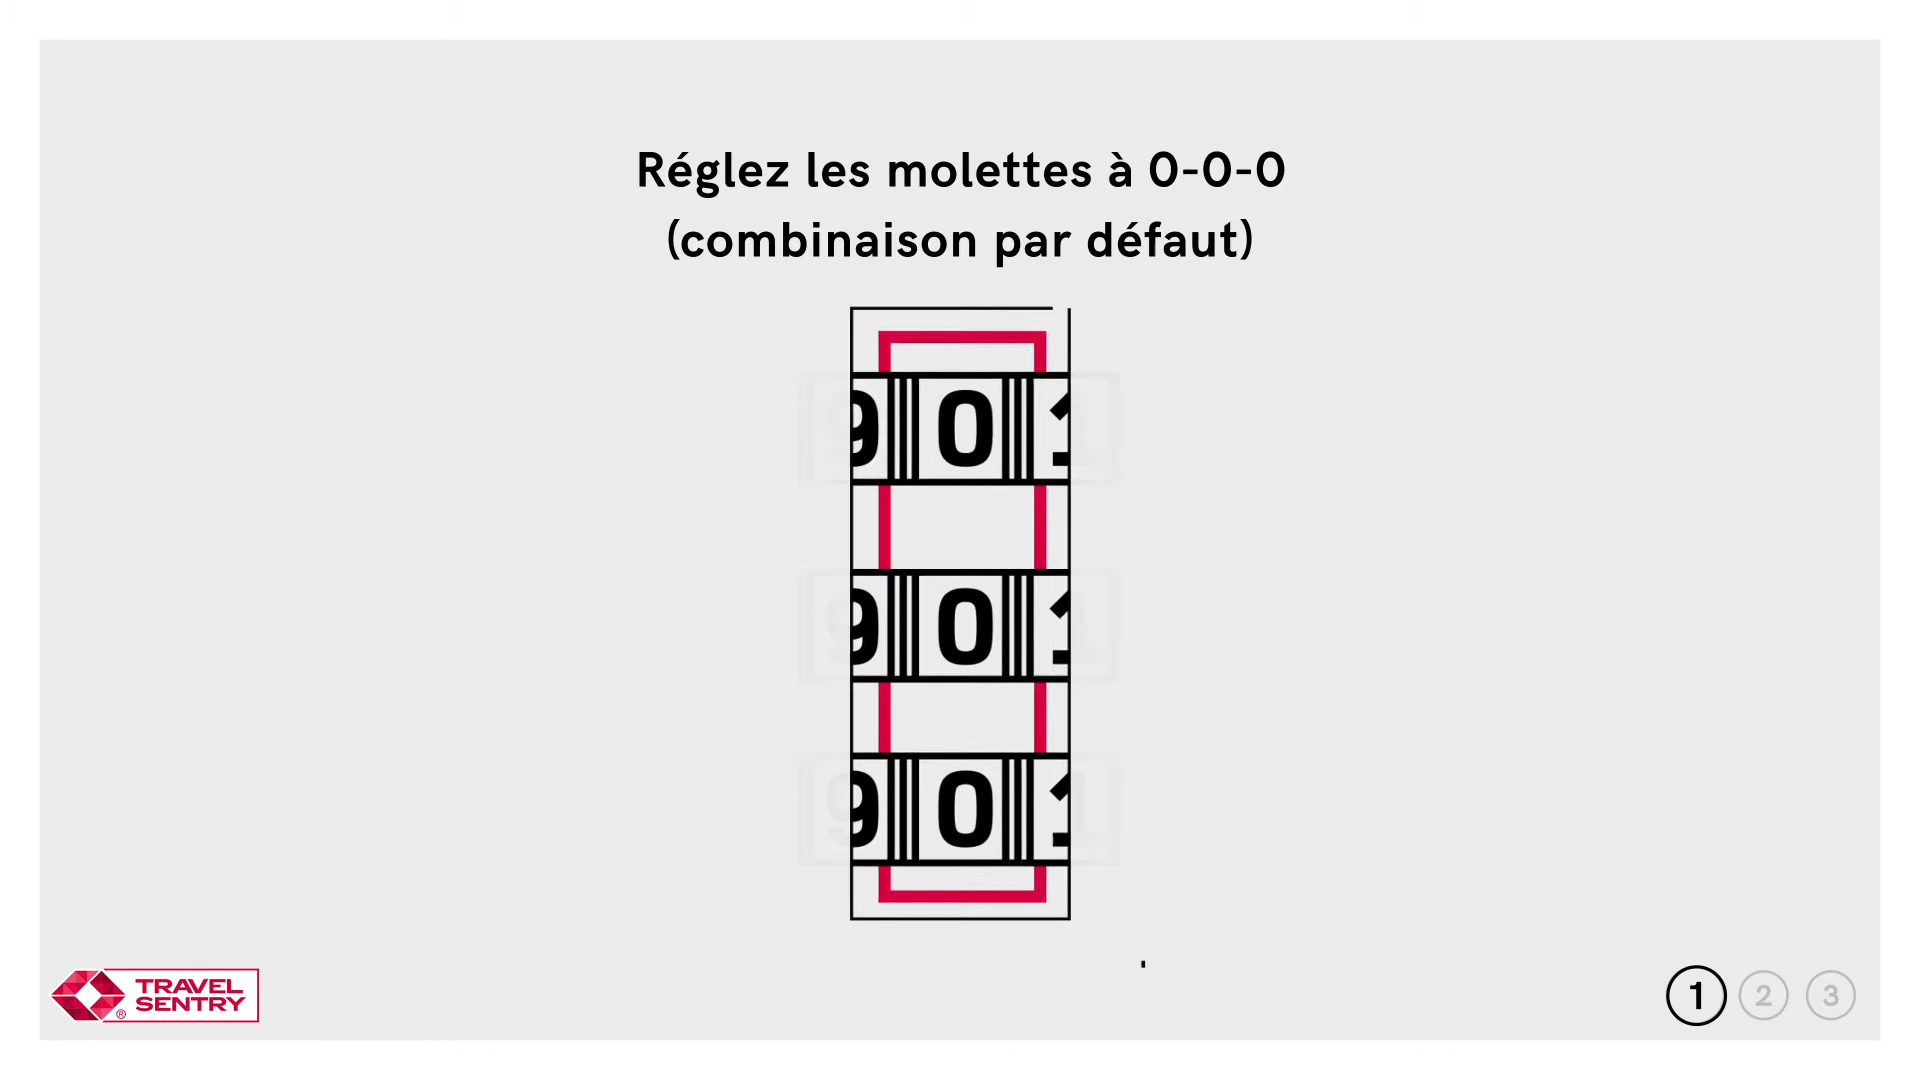 Réglez les molettes à 0-0-0
(combinaison par défaut)
9 0 1
9 0 1
9 0 1
TRAVEL
SENTRY
®
1 2 3